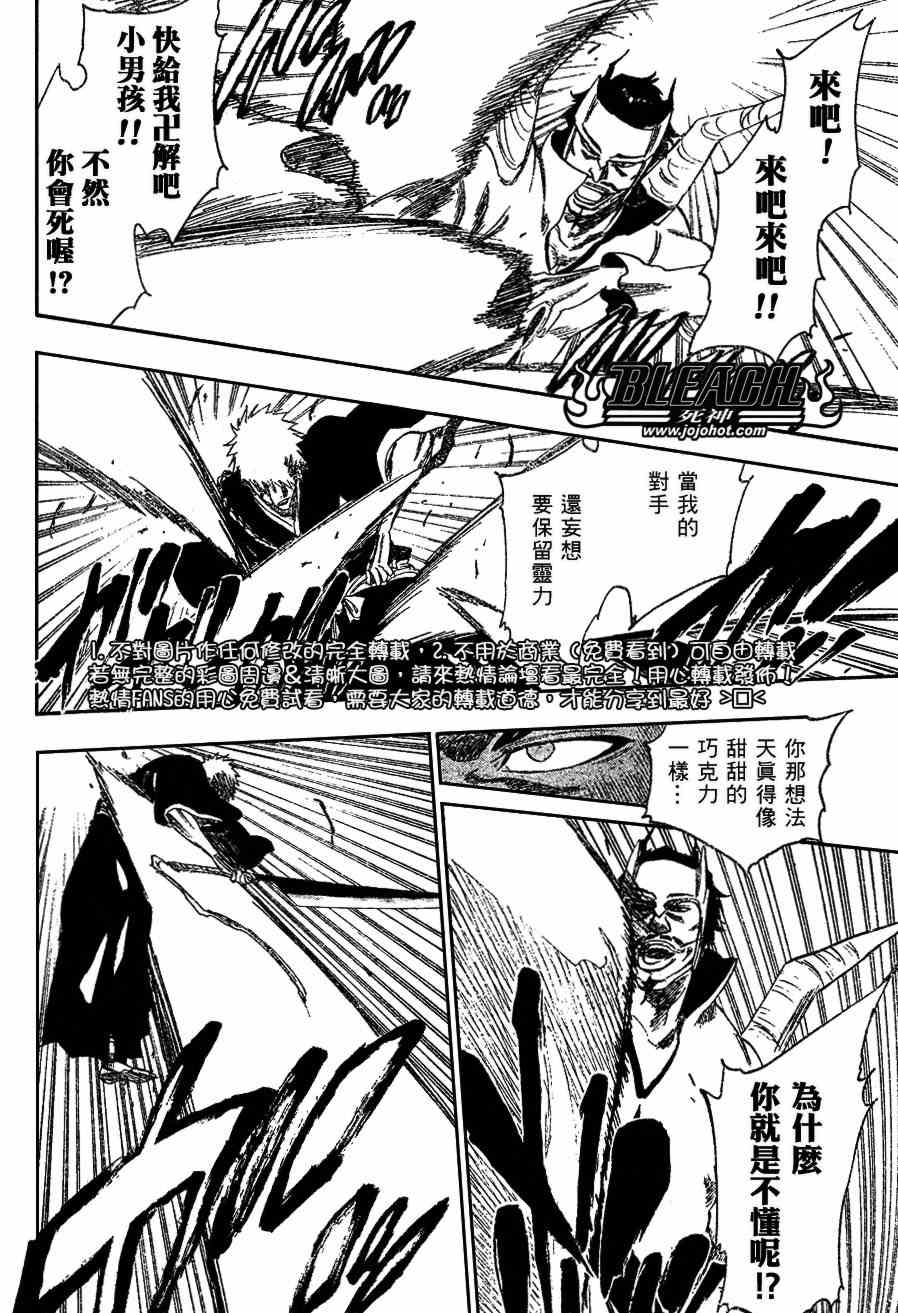 來吧！
來吧來吧!!
快給我卍解吧
小男孩!!
不然
你會死喔!?
BLEACH
死神
www.jojohot.com
當我的
對手
還妄想
要保留靈力
1. 不對圖片作任何修改的完全轉載，2. 不用於商業（免費看到）可自由轉載
若無完整的彩圖周漫&清晰大圖，請來熱情論壇看最完全！用心轉載發佈！
熱情FANS的用心免費試看，需要大家的轉載道德，才能分享到最好 >口<
你那想法
天眞得像
甜甜的
巧克力
一樣…
為什麼
你就是不懂呢!?